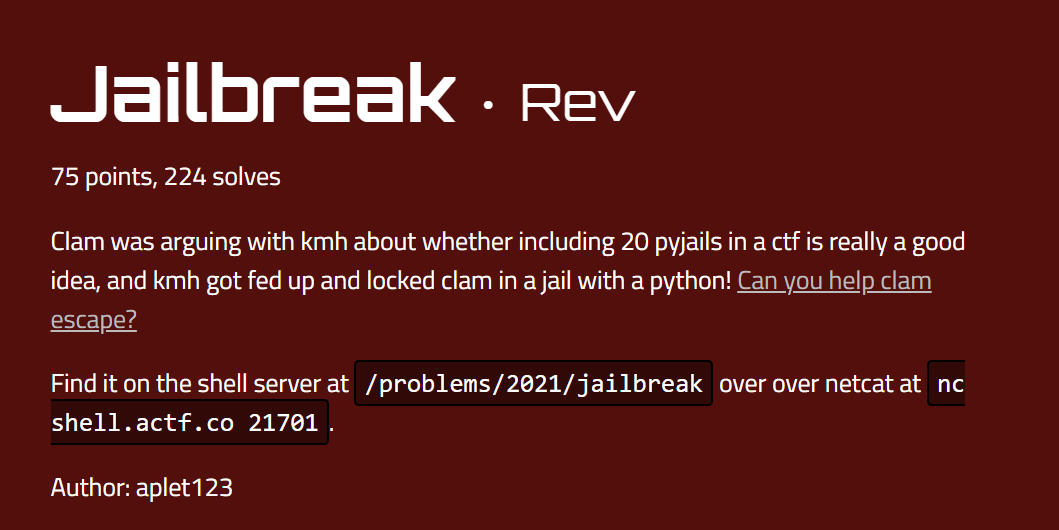 Jailbreak · Rev
75 points, 224 solves
Clam was arguing with kmh about whether including 20 pyjails in a ctf is really a good
idea, and kmh got fed up and locked clam in a jail with a python! Can you help clam
escape?
Find it on the shell server at /problems/2021/jailbreak over over netcat at nc
shell.actf.co 21701.
Author: aplet123